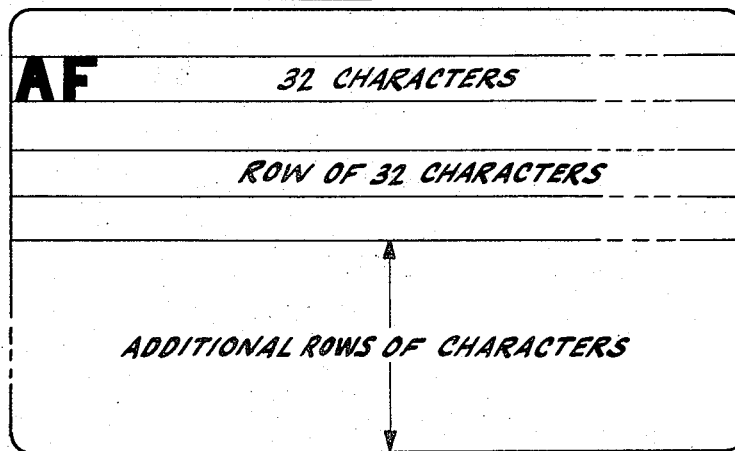 AF 32 CHARACTERS
ROW OF 32 CHARACTERS
ADDITIONAL ROWS OF CHARACTERS